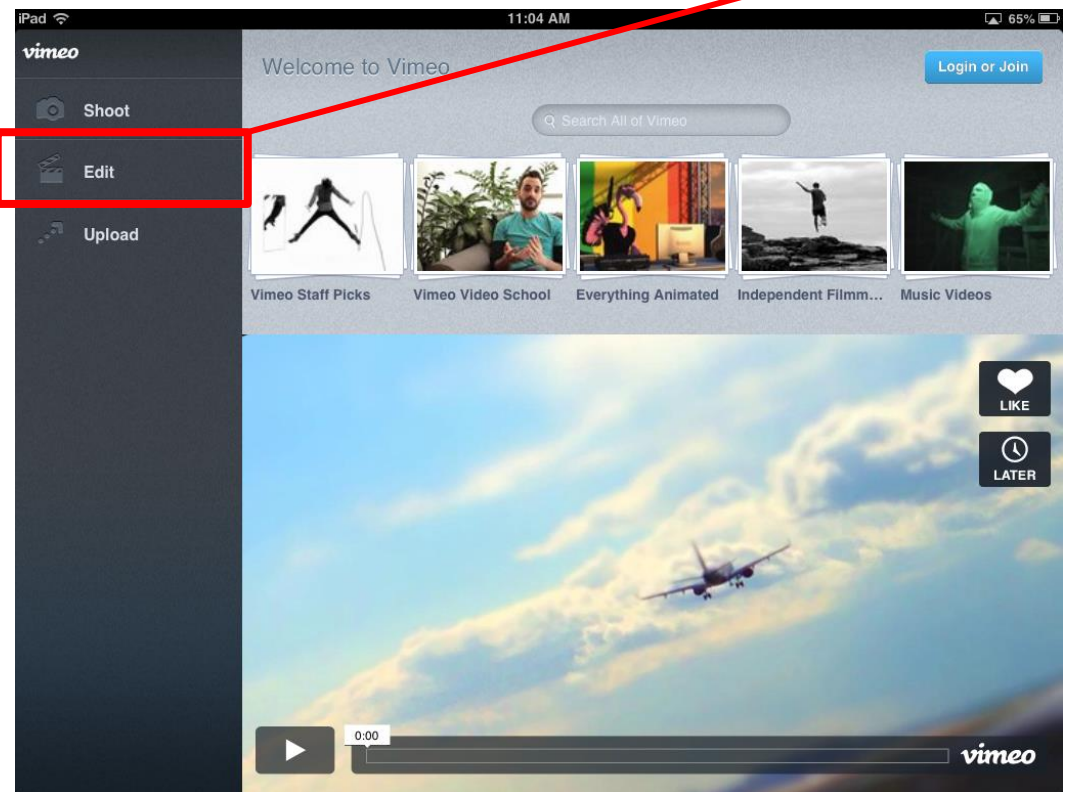 iPad 11:04 AM 65%
vimeo
Welcome to Vimeo
Login or Join
Shoot
Search All of Vimeo
Edit
Upload
Vimeo Staff Picks Vimeo Video School Everything Animated Independent Filmm... Music Videos
LIKE
LATER
0:00
vimeo